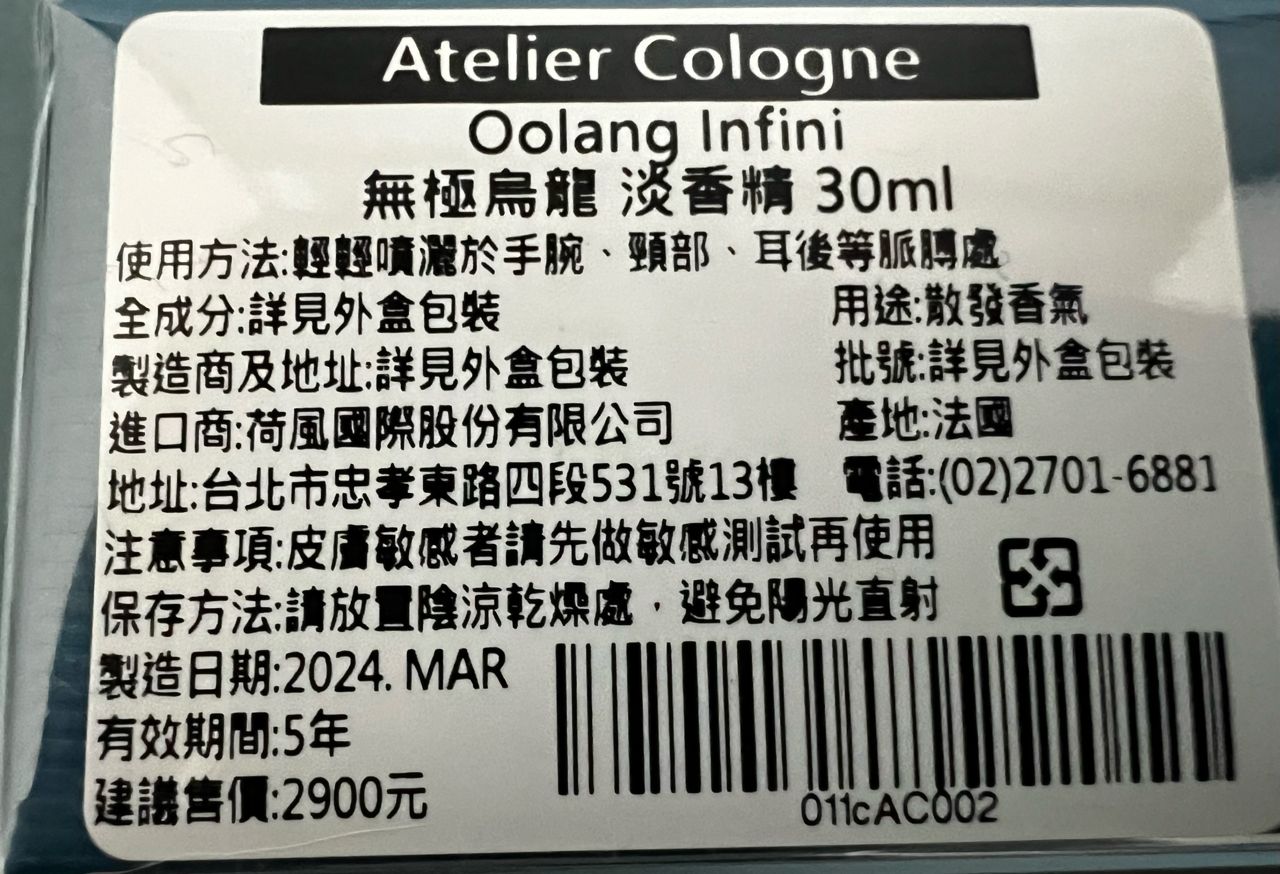 Atelier Cologne
Oolang Infini
無極烏龍 淡香精 30ml
使用方法:輕輕噴灑於手腕、頸部、耳後等脈膊處
全成分:詳見外盒包裝 用途:散發香氣
製造商及地址:詳見外盒包裝 批號:詳見外盒包裝
進口商:荷風國際股份有限公司 產地:法國
地址:台北市忠孝東路四段531號13樓 電話:(02)2701-6881
注意事項:皮膚敏感者請先做敏感測試再使用
保存方法:請放置陰涼乾燥處，避免陽光直射
製造日期:2024. MAR
有效期間:5年
建議售價:2900元
011cAC002